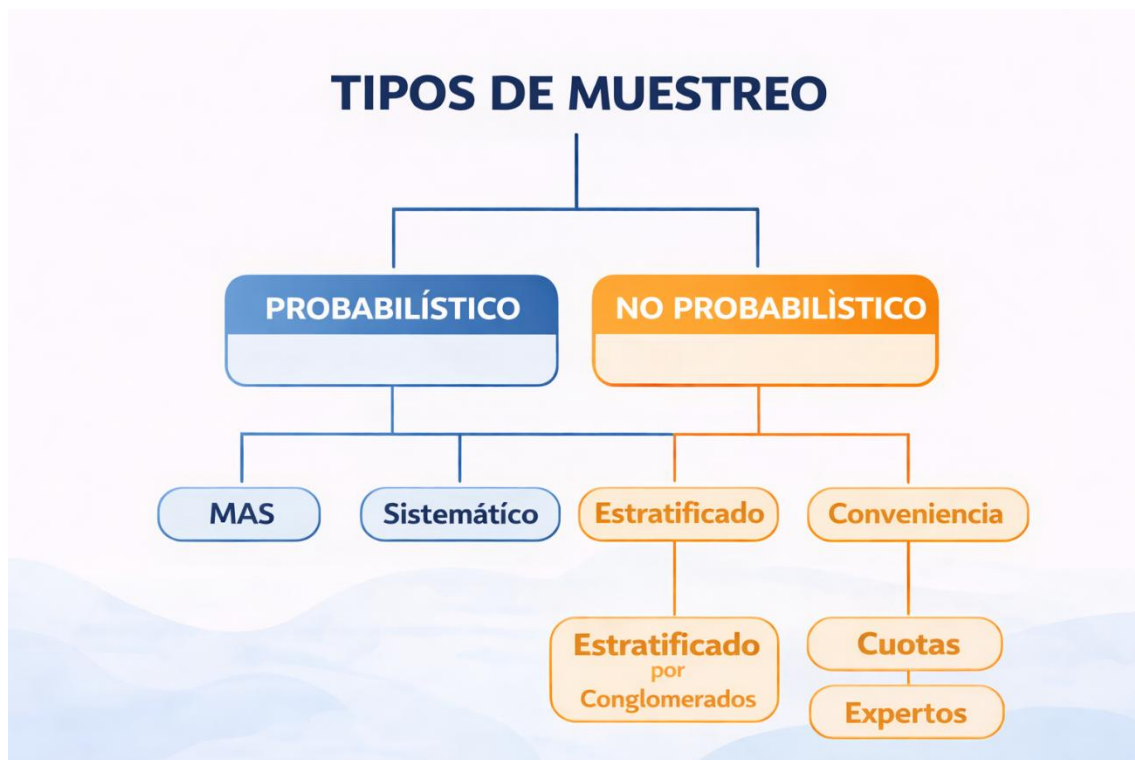 TIPOS DE MUESTREO
PROBABILÍSTICO
NO PROBABILÌSTICO
MAS
Sistemático
Estratificado
Conveniencia
Estratificado
por
Conglomerados
Cuotas
Expertos